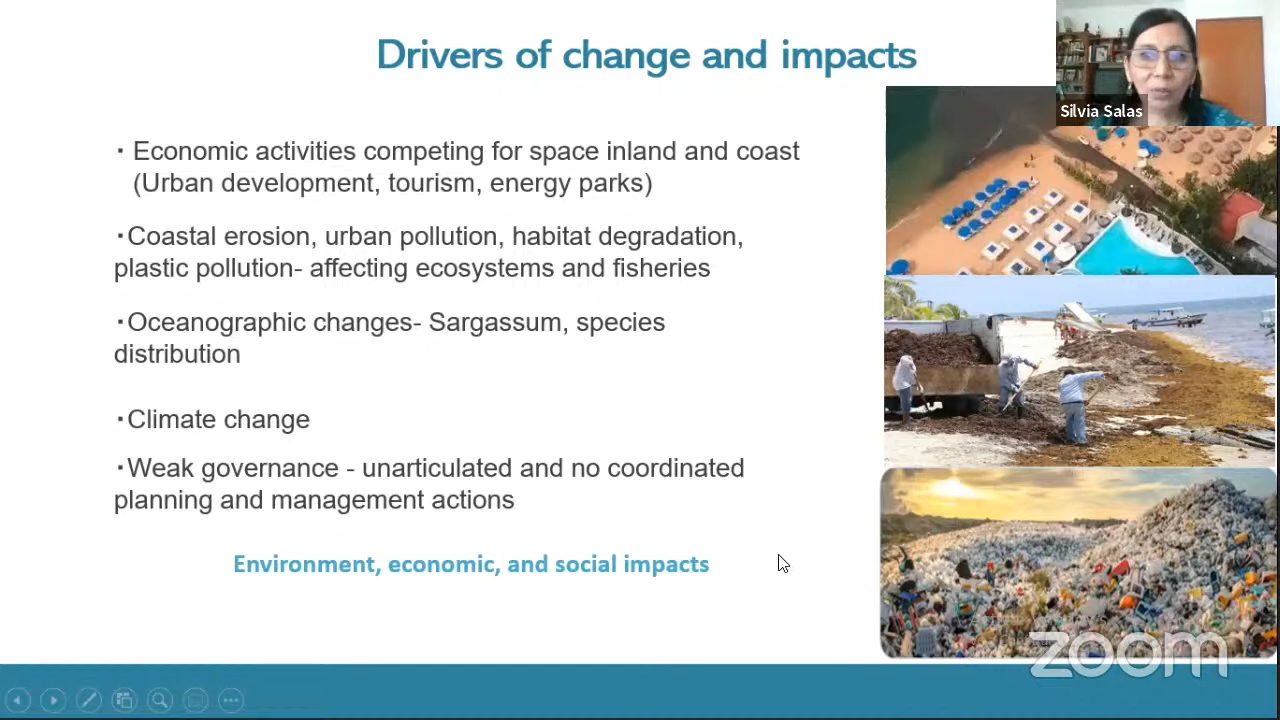 Drivers of change and impacts
Silvia Salas
· Economic activities competing for space inland and coast
(Urban development, tourism, energy parks)
·Coastal erosion, urban pollution, habitat degradation,
plastic pollution- affecting ecosystems and fisheries
·Oceanographic changes- Sargassum, species
distribution
·Climate change
·Weak governance - unarticulated and no coordinated
planning and management actions
Environment, economic, and social impacts
zoom